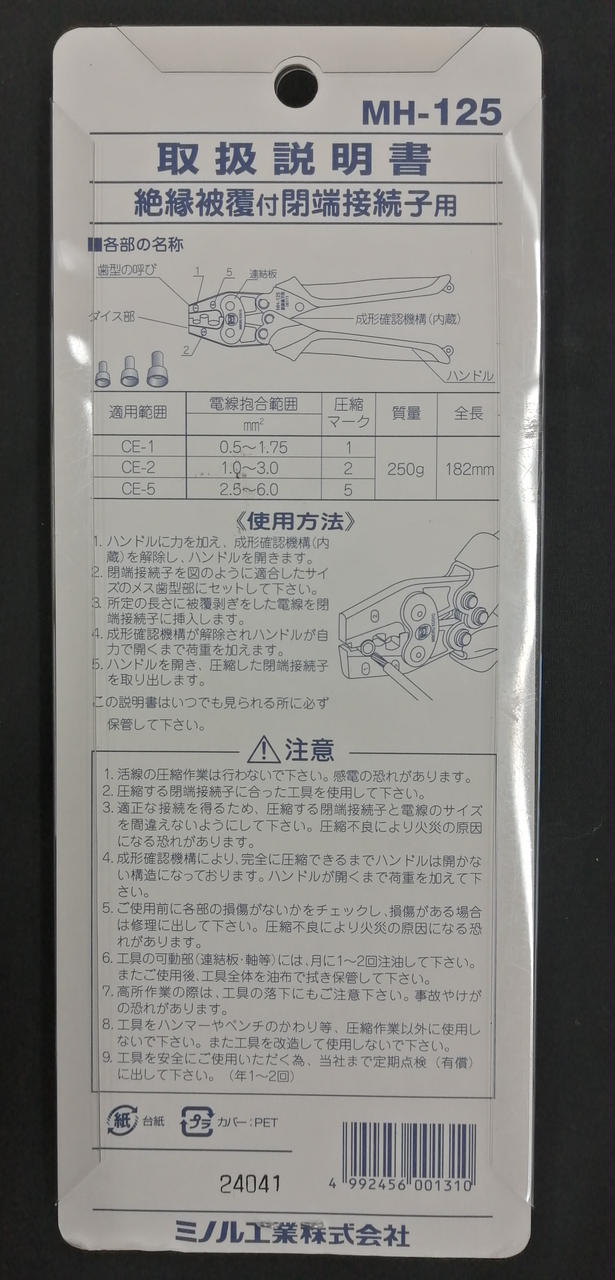 MH-125
取扱説明書
絶縁被覆付閉端接続子用
■各部の名称
歯型の呼び
1
5
連結板
ダイス部
成形確認機構(内蔵)
2
ハンドル
適用範囲 電線抱合範囲 mm² 圧縮マーク 質量 全長
CE-1 0.5〜1.75 1
CE-2 1.0〜3.0 2 250g 182mm
CE-5 2.5〜6.0 5
《使用方法》
1. ハンドルに力を加え、成形確認機構(内
蔵)を解除し、ハンドルを開きます。
2. 閉端接続子を図のように適合したサイ
ズのメス歯型部にセットして下さい。
3. 所定の長さに被覆剥ぎをした電線を閉
端接続子に挿入します。
4. 成形確認機構が解除されハンドルが自
力で開くまで荷重を加えます。
5. ハンドルを開き、圧縮した閉端接続子
を取り出します。
この説明書はいつでも見られる所に必ず
保管して下さい。
注意
1. 活線の圧縮作業は行わないで下さい。感電の恐れがあります。
2. 圧縮する閉端接続子に合った工具を使用して下さい。
3. 適正な接続を得るため、圧縮する閉端接続子と電線のサイズ
を間違えないようにして下さい。圧縮不良により火災の原因
になる恐れがあります。
4. 成形確認機構により、完全に圧縮できるまでハンドルは開かな
い構造になっております。ハンドルが開くまで荷重を加えて下
さい。
5. ご使用前に各部の損傷がないかをチェックし、損傷がある場合
は修理に出して下さい。圧縮不良により火災の原因になる恐
れがあります。
6. 工具の可動部(連結板・軸等)には、月に1〜2回注油して下さい。
またご使用後、工具全体を油布で拭き保管して下さい。
7. 高所作業の際は、工具の落下にもご注意下さい。事故やけが
の恐れがあります。
8. 工具をハンマーやペンチのかわり等、圧縮作業以外に使用し
ないで下さい。また工具を改造して使用しないで下さい。
9. 工具を安全にご使用いただく為、当社まで定期点検(有償)
に出して下さい。(年1〜2回)
紙 台紙 プラ カバー:PET
24041
4 992456 001310
ミノル工業株式会社